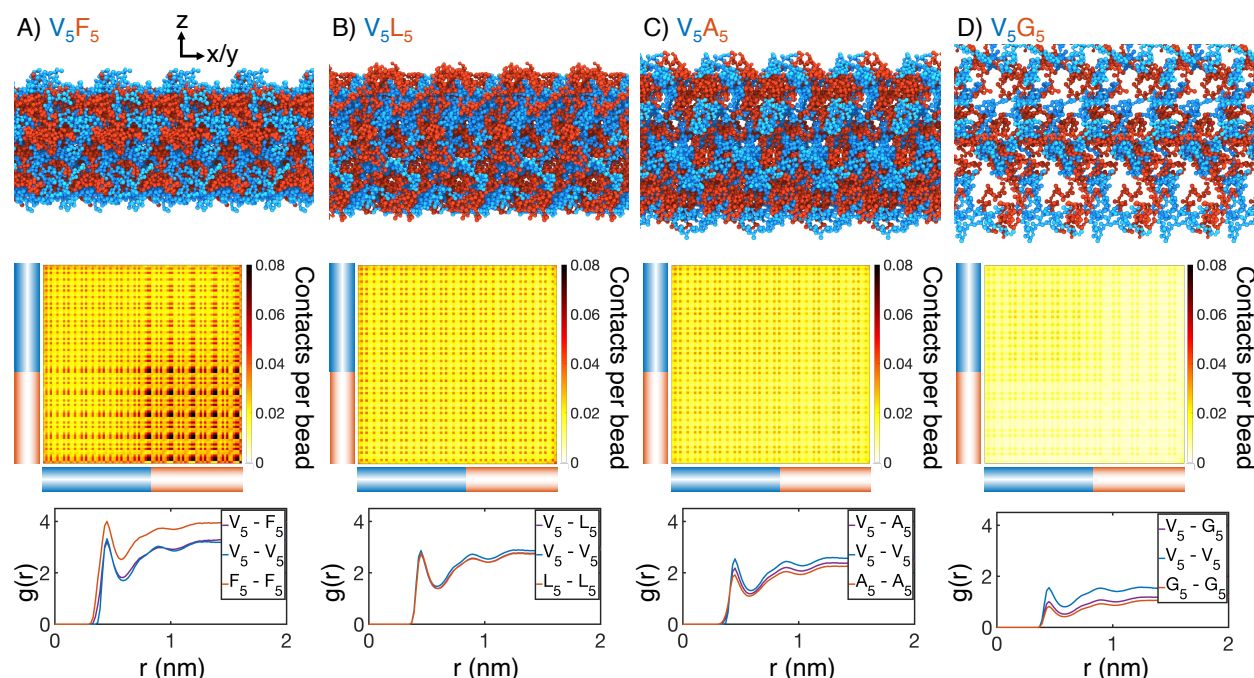 A) V₅F₅
z
x/y
B) V₅L₅
C) V₅A₅
D) V₅G₅
0.08
0.06
0.04
0.02
0
Contacts per bead
0.08
0.06
0.04
0.02
0
Contacts per bead
0.08
0.06
0.04
0.02
0
Contacts per bead
0.08
0.06
0.04
0.02
0
Contacts per bead
g(r)
4
2
0
0
1
2
r (nm)
V₅ - F₅
V₅ - V₅
F₅ - F₅
g(r)
4
2
0
0
1
2
r (nm)
V₅ - L₅
V₅ - V₅
L₅ - L₅
g(r)
4
2
0
0
1
2
r (nm)
V₅ - A₅
V₅ - V₅
A₅ - A₅
g(r)
4
2
0
0
1
2
r (nm)
V₅ - G₅
V₅ - V₅
G₅ - G₅